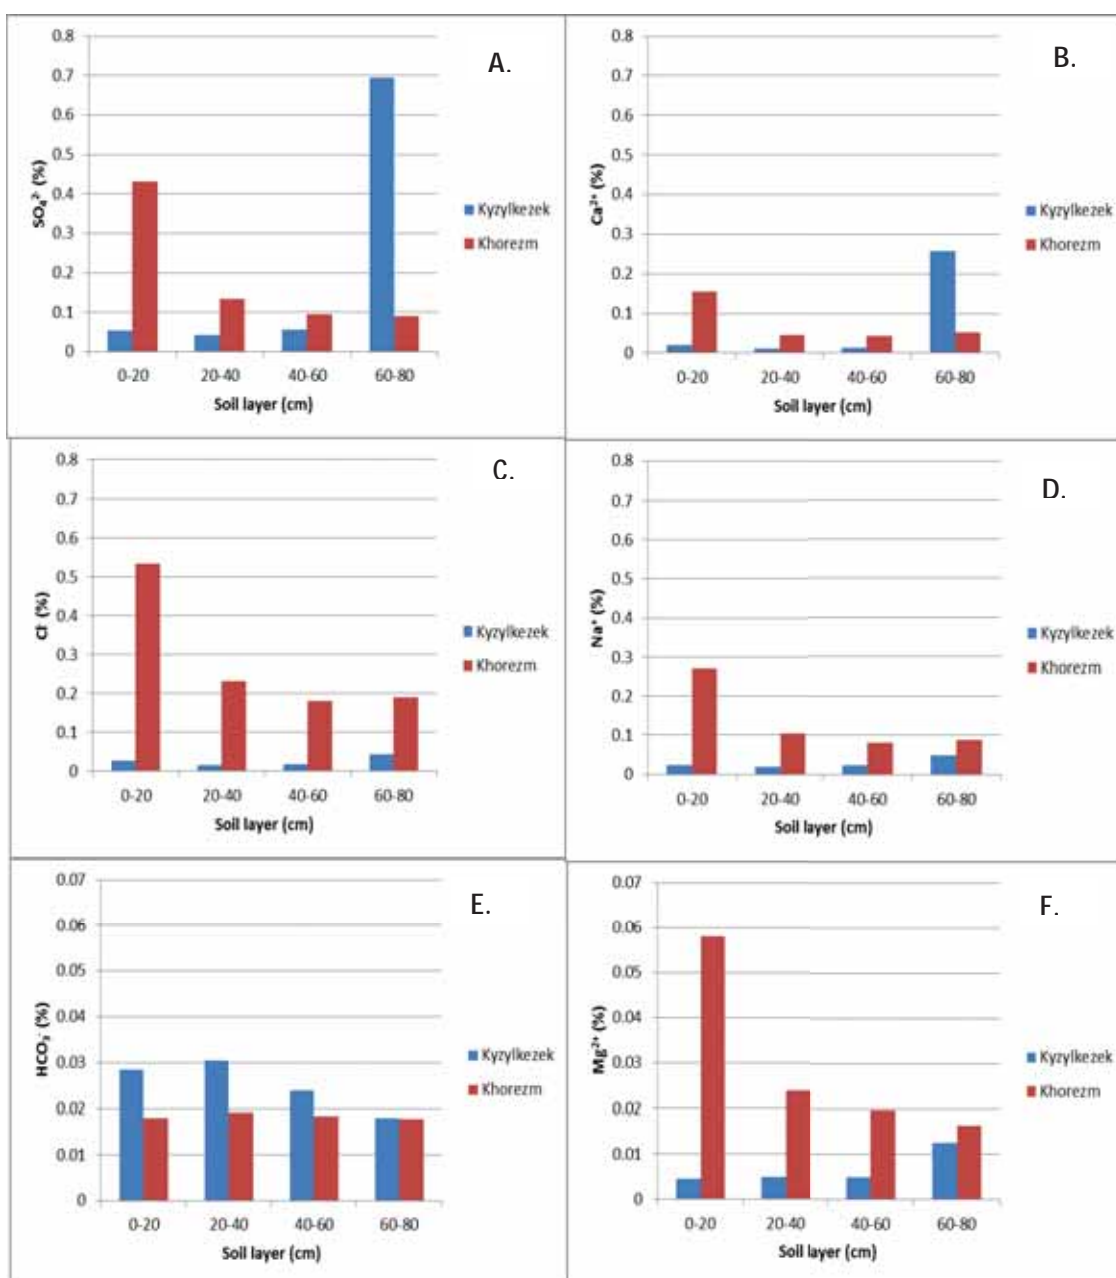 A.
SO₄²⁻ (%)
0.8
0.7
0.6
0.5
0.4
0.3
0.2
0.1
0
0-20 20-40 40-60 60-80
Soil layer (cm)
Kyzylkezek
Khorezm
B.
Ca²⁺ (%)
0.8
0.7
0.6
0.5
0.4
0.3
0.2
0.1
0
0-20 20-40 40-60 60-80
Soil layer (cm)
Kyzylkezek
Khorezm
C.
Cl⁻ (%)
0.8
0.7
0.6
0.5
0.4
0.3
0.2
0.1
0
0-20 20-40 40-60 60-80
Soil layer (cm)
Kyzylkezek
Khorezm
D.
Na⁺ (%)
0.8
0.7
0.6
0.5
0.4
0.3
0.2
0.1
0
0-20 20-40 40-60 60-80
Soil layer (cm)
Kyzylkezek
Khorezm
E.
HCO₃⁻ (%)
0.07
0.06
0.05
0.04
0.03
0.02
0.01
0
0-20 20-40 40-60 60-80
Soil layer (cm)
Kyzylkezek
Khorezm
F.
Mg²⁺ (%)
0.07
0.06
0.05
0.04
0.03
0.02
0.01
0
0-20 20-40 40-60 60-80
Soil layer (cm)
Kyzylkezek
Khorezm